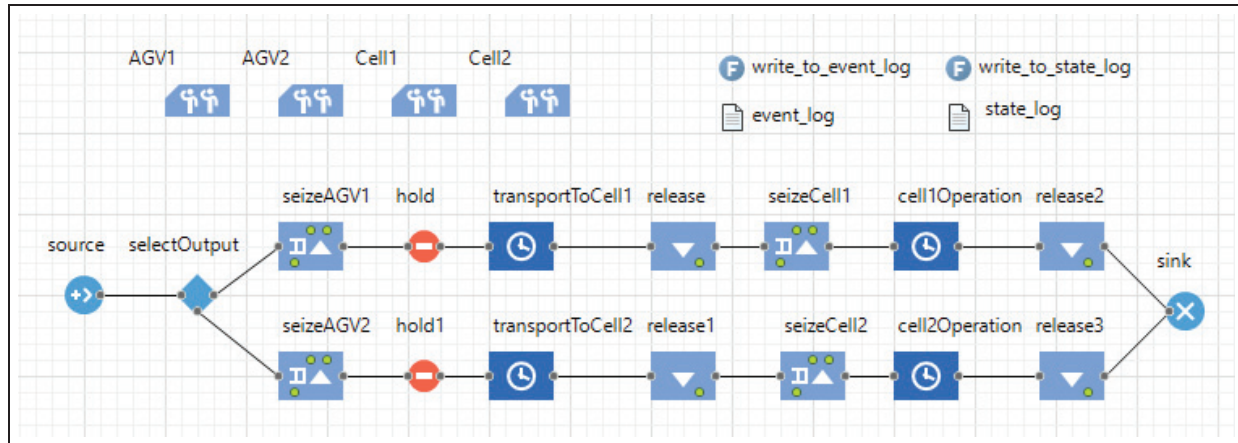 AGV1 AGV2 Cell1 Cell2
F write_to_event_log F write_to_state_log
event_log state_log
seizeAGV1 hold transportToCell1 release seizeCell1 cell1Operation release2
source selectOutput
sink
seizeAGV2 hold1 transportToCell2 release1 seizeCell2 cell2Operation release3